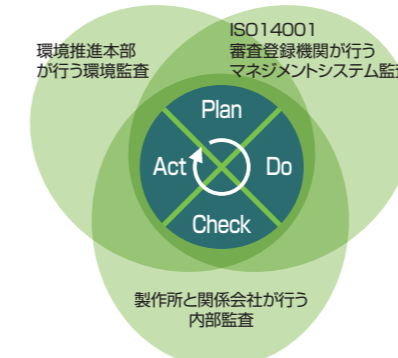 環境推進本部
が行う環境監査
ISO14001
審査登録機関が行う
マネジメントシステム監
Plan
Act
Do
Check
製作所と関係会社が行う
内部監査